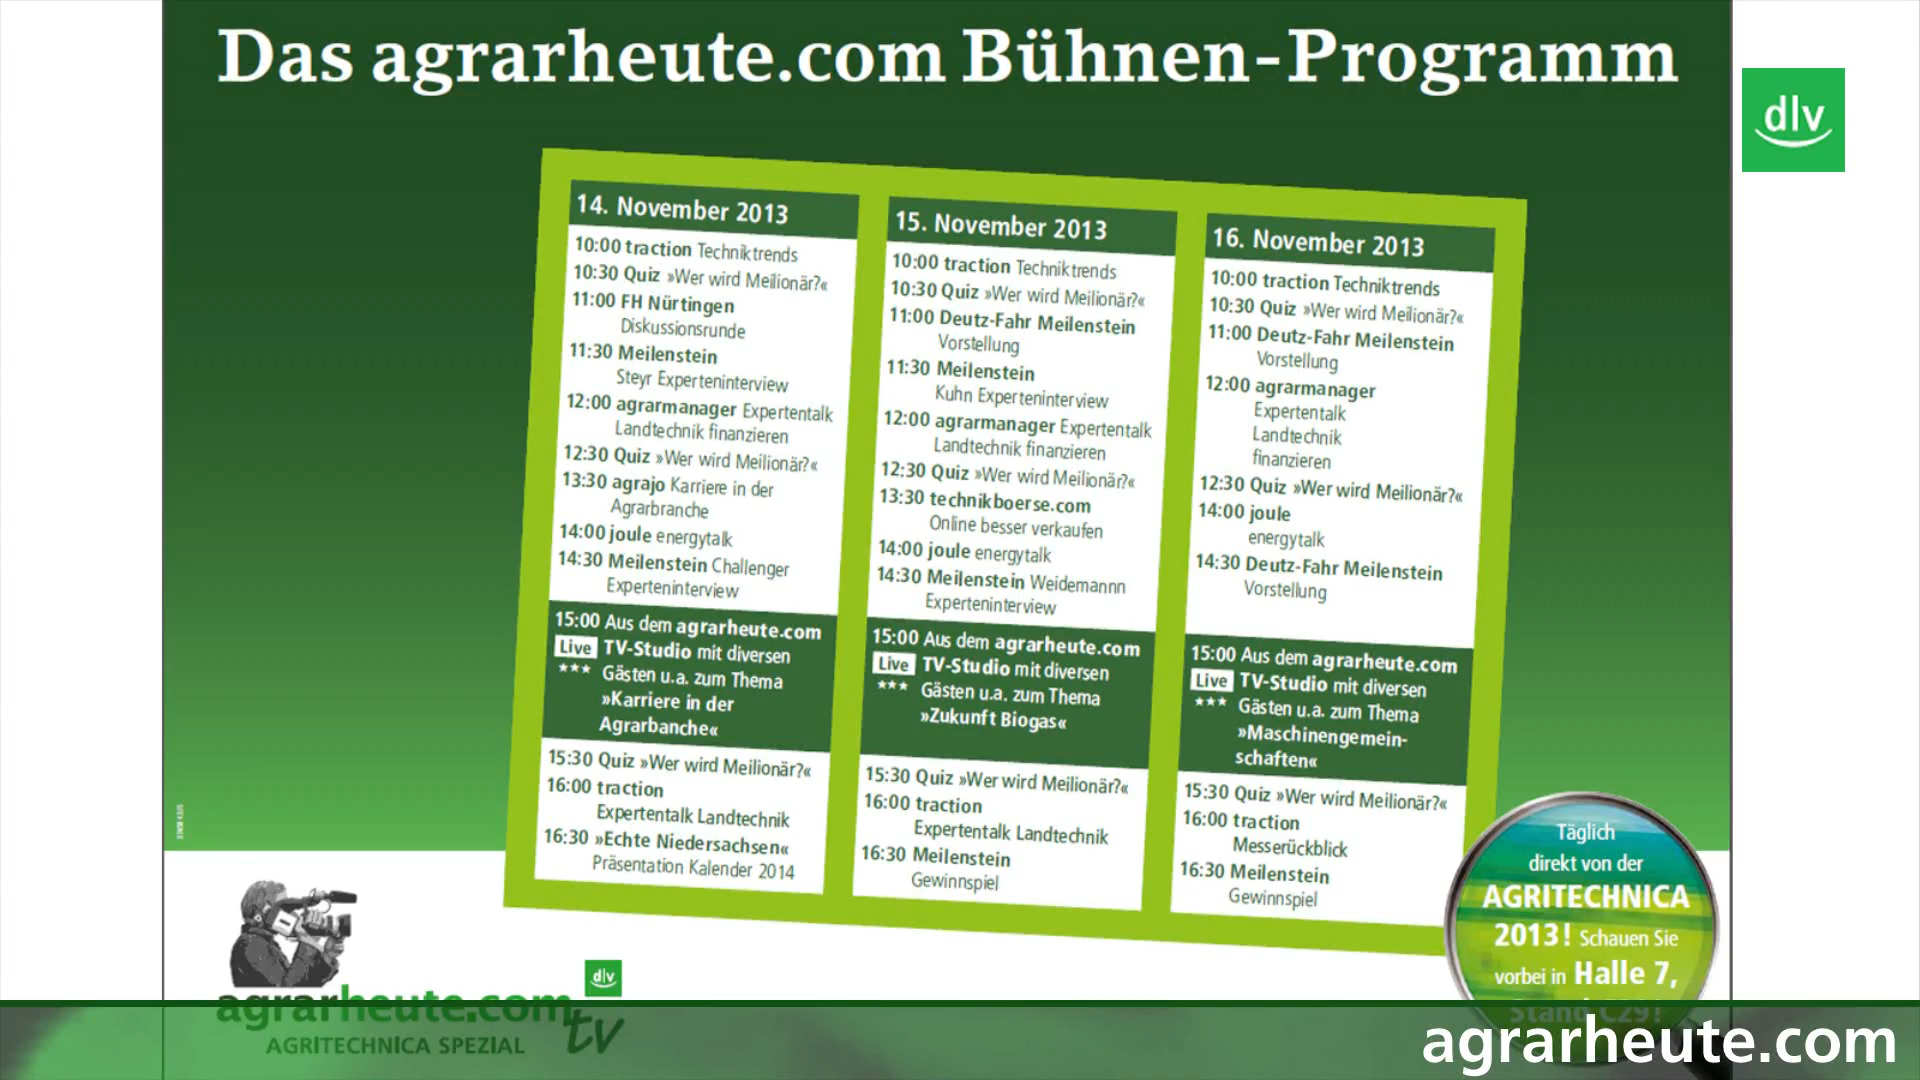 Das agrarheute.com Bühnen-Programm
dlv
14. November 2013
10:00 traction Techniktrends
10:30 Quiz »Wer wird Meilionär?«
11:00 FH Nürtingen
Diskussionsrunde
11:30 Meilenstein
Steyr Experteninterview
12:00 agrarmanager Expertentalk
Landtechnik finanzieren
12:30 Quiz »Wer wird Meilionär?«
13:30 agrajo Karriere in der
Agrarbranche
14:00 joule energytalk
14:30 Meilenstein Challenger
Experteninterview
15:00 Aus dem agrarheute.com
Live TV-Studio mit diversen
*** Gästen u.a. zum Thema
»Karriere in der
Agrarbanche«
15:30 Quiz »Wer wird Meilionär?«
16:00 traction
Expertentalk Landtechnik
16:30 »Echte Niedersachsen«
Präsentation Kalender 2014
15. November 2013
10:00 traction Techniktrends
10:30 Quiz »Wer wird Meilionär?«
11:00 Deutz-Fahr Meilenstein
Vorstellung
11:30 Meilenstein
Kuhn Experteninterview
12:00 agrarmanager Expertentalk
Landtechnik finanzieren
12:30 Quiz »Wer wird Meilionär?«
13:30 technikboerse.com
Online besser verkaufen
14:00 joule energytalk
14:30 Meilenstein Weidemannn
Experteninterview
15:00 Aus dem agrarheute.com
Live TV-Studio mit diversen
*** Gästen u.a. zum Thema
»Zukunft Biogas«
15:30 Quiz »Wer wird Meilionär?«
16:00 traction
Expertentalk Landtechnik
16:30 Meilenstein
Gewinnspiel
16. November 2013
10:00 traction Techniktrends
10:30 Quiz »Wer wird Meilionär?«
11:00 Deutz-Fahr Meilenstein
Vorstellung
12:00 agrarmanager
Expertentalk
Landtechnik
finanzieren
12:30 Quiz »Wer wird Meilionär?«
14:00 joule
energytalk
14:30 Deutz-Fahr Meilenstein
Vorstellung
15:00 Aus dem agrarheute.com
Live TV-Studio mit diversen
*** Gästen u.a. zum Thema
»Maschinengemein-
schaften«
15:30 Quiz »Wer wird Meilionär?«
16:00 traction
Messerückblick
16:30 Meilenstein
Gewinnspiel
Täglich
direkt von der
AGRITECHNICA
2013! Schauen Sie
vorbei in Halle 7,
Stand C29!
dlv
agrarheute.com
tv
AGRITECHNICA SPEZIAL
agrarheute.com